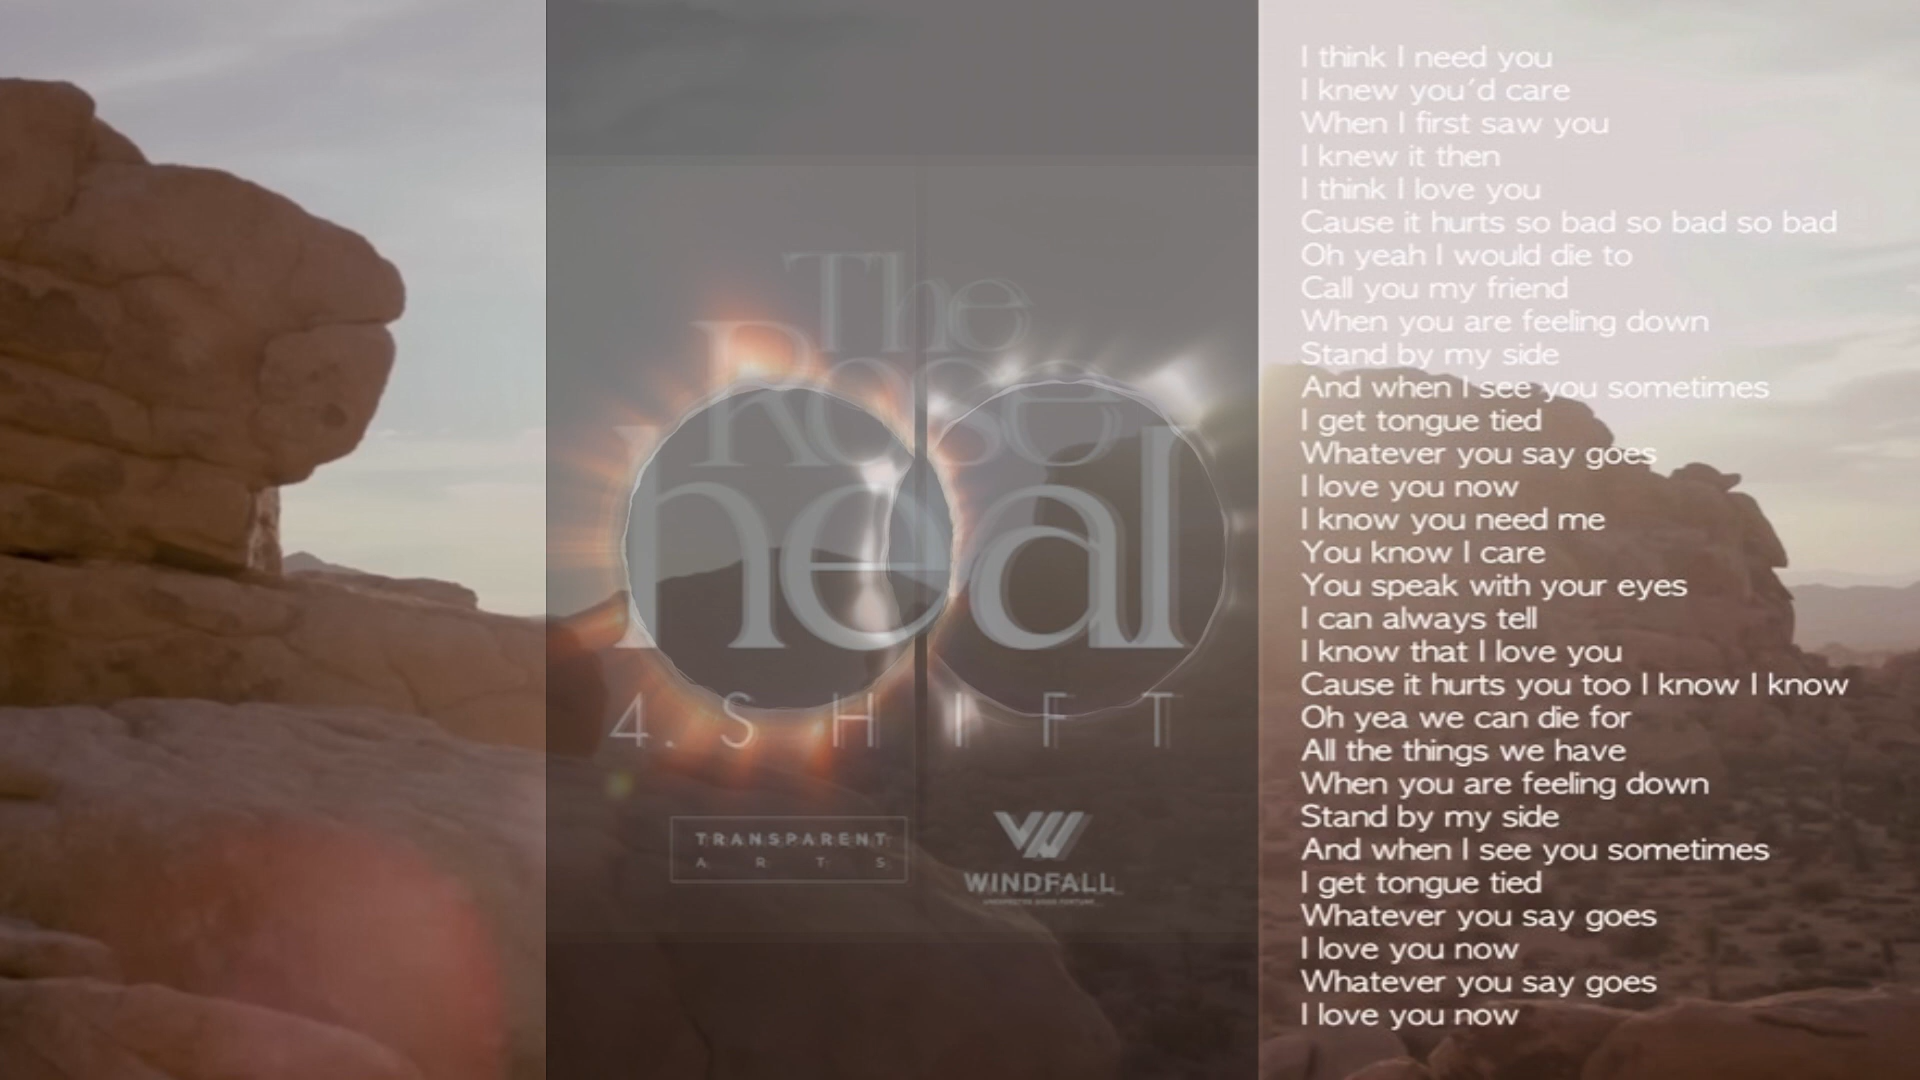 The
Rose
heal
4. SHIFT
TRANSPARENT
ARTS
WINDFALL
I think I need you
I knew you'd care
When I first saw you
I knew it then
I think I love you
Cause it hurts so bad so bad so bad
Oh yeah I would die to
Call you my friend
When you are feeling down
Stand by my side
And when I see you sometimes
I get tongue tied
Whatever you say goes
I love you now
I know you need me
You know I care
You speak with your eyes
I can always tell
I know that I love you
Cause it hurts you too I know I know
Oh yea we can die for
All the things we have
When you are feeling down
Stand by my side
And when I see you sometimes
I get tongue tied
Whatever you say goes
I love you now
Whatever you say goes
I love you now